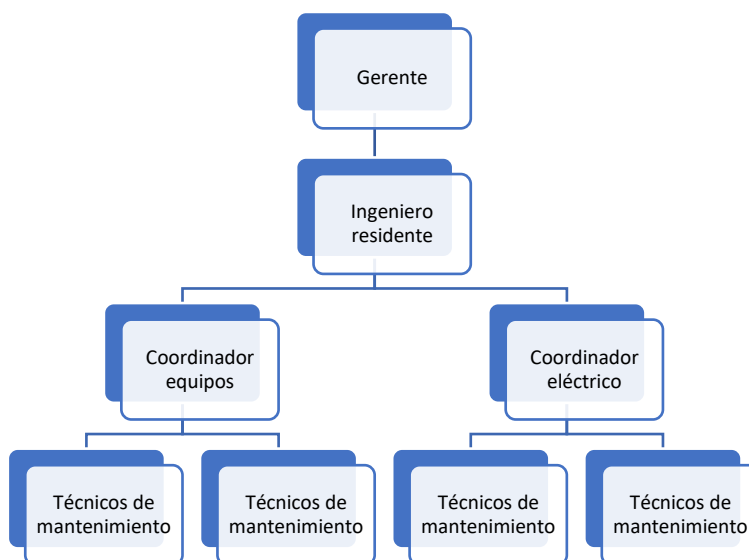 Gerente
Ingeniero
residente
Coordinador
equipos
Coordinador
eléctrico
Técnicos de
mantenimiento
Técnicos de
mantenimiento
Técnicos de
mantenimiento
Técnicos de
mantenimiento